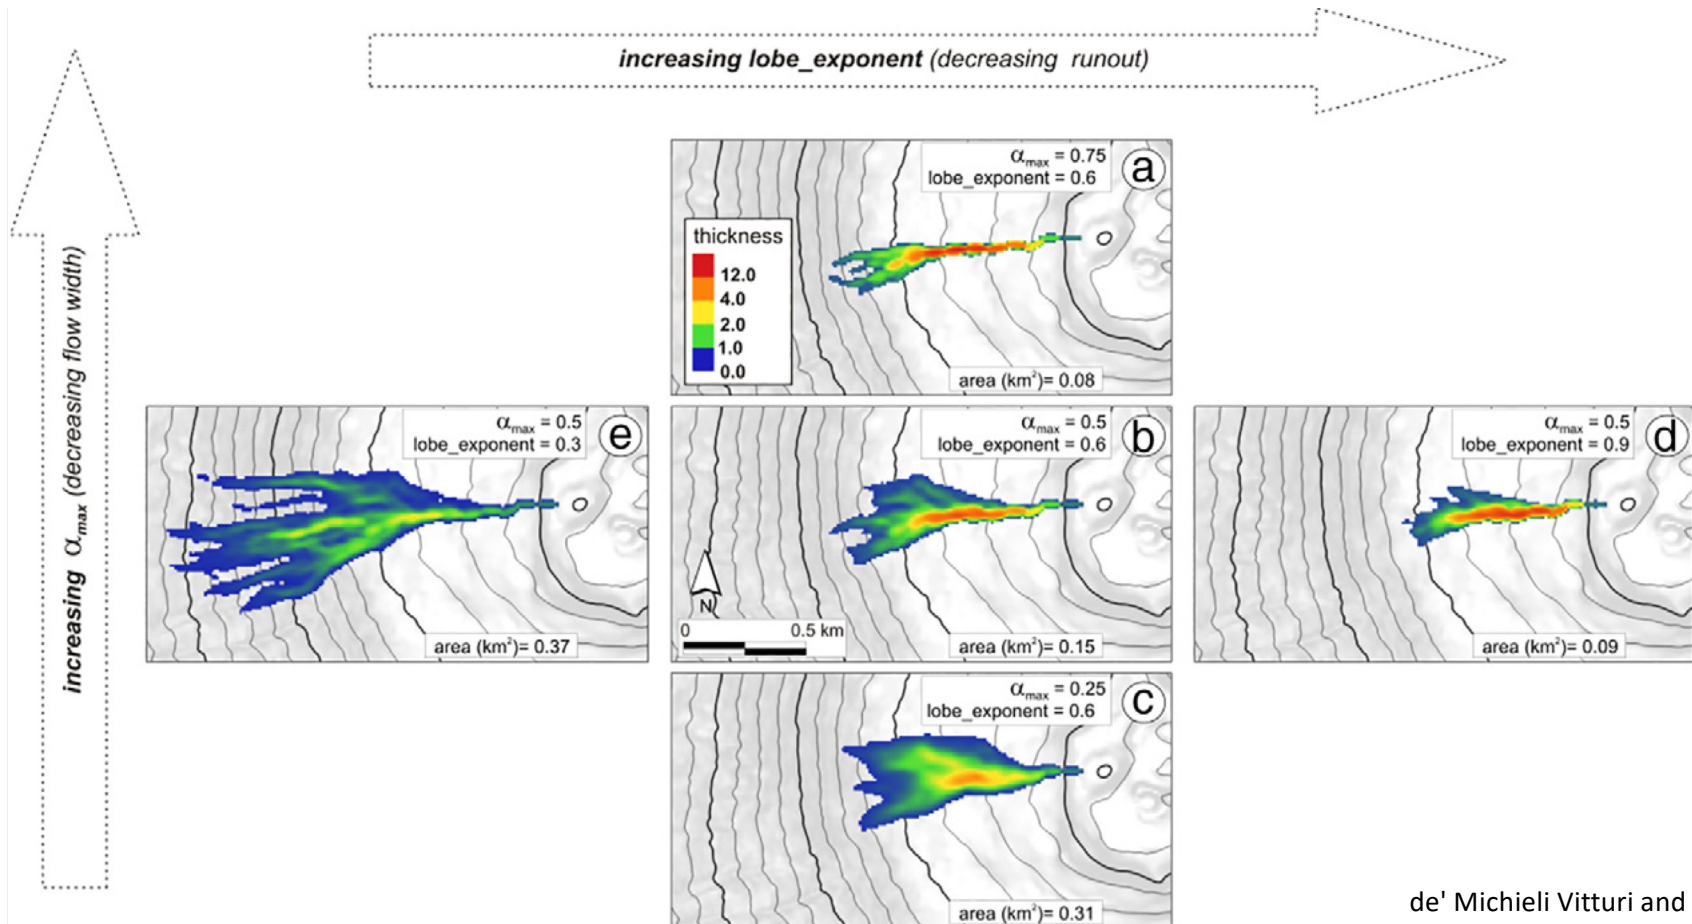 increasing lobe_exponent (decreasing runout)
increasing αmax (decreasing flow width)
αmax = 0.75
lobe_exponent = 0.6
a
thickness
12.0
4.0
2.0
1.0
0.0
area (km²)= 0.08
αmax = 0.5
lobe_exponent = 0.3
e
area (km²)= 0.37
αmax = 0.5
lobe_exponent = 0.6
b
N
0 0.5 km
area (km²)= 0.15
αmax = 0.5
lobe_exponent = 0.9
d
area (km²)= 0.09
αmax = 0.25
lobe_exponent = 0.6
c
area (km²)= 0.31
de' Michieli Vitturi and